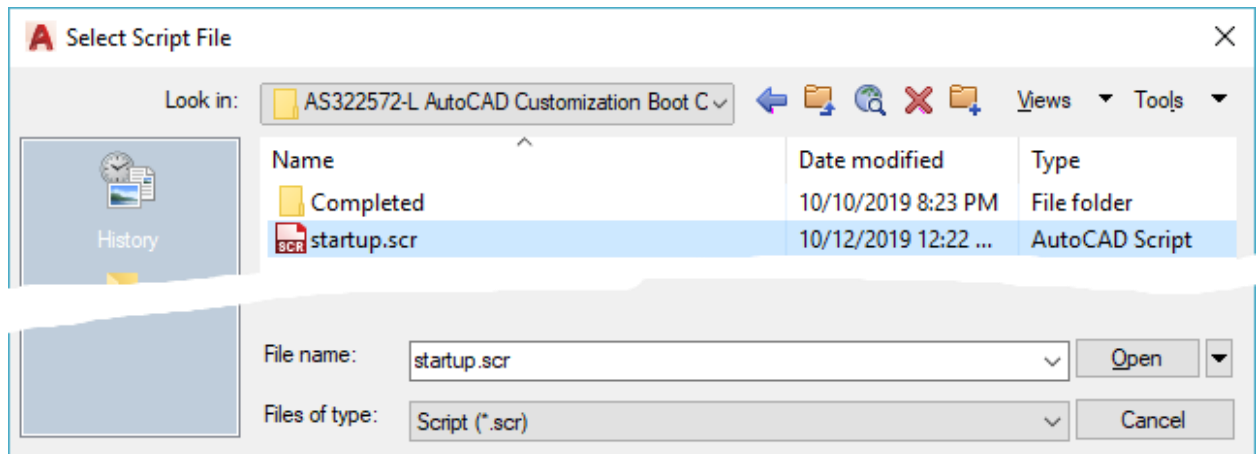 Select Script File
Look in: AS322572-L AutoCAD Customization Boot C Views Tools
Name Date modified Type
Completed 10/10/2019 8:23 PM File folder
History SCR startup.scr 10/12/2019 12:22 ... AutoCAD Script
File name: startup.scr Open
Files of type: Script (*.scr) Cancel